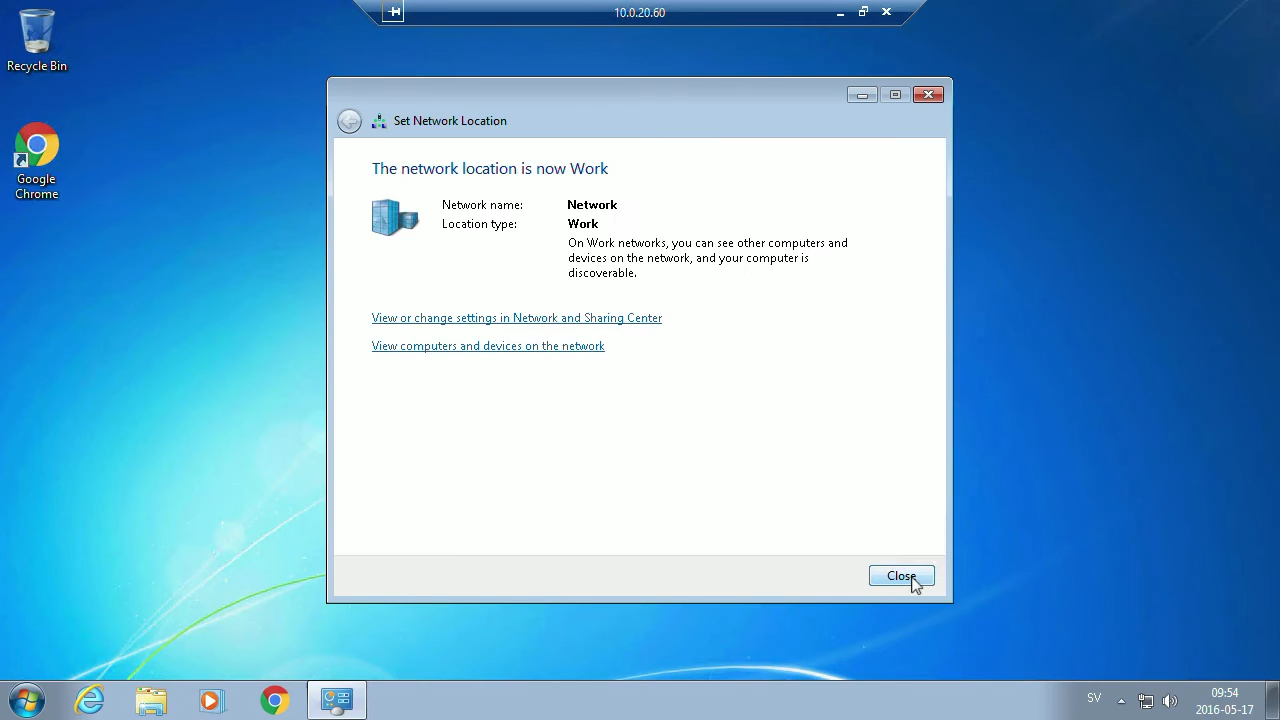 10.0.20.60
Recycle Bin
Google
Chrome
Set Network Location
The network location is now Work
Network name: Network
Location type: Work
On Work networks, you can see other computers and
devices on the network, and your computer is
discoverable.
View or change settings in Network and Sharing Center
View computers and devices on the network
Close
SV
09:54
2016-05-17